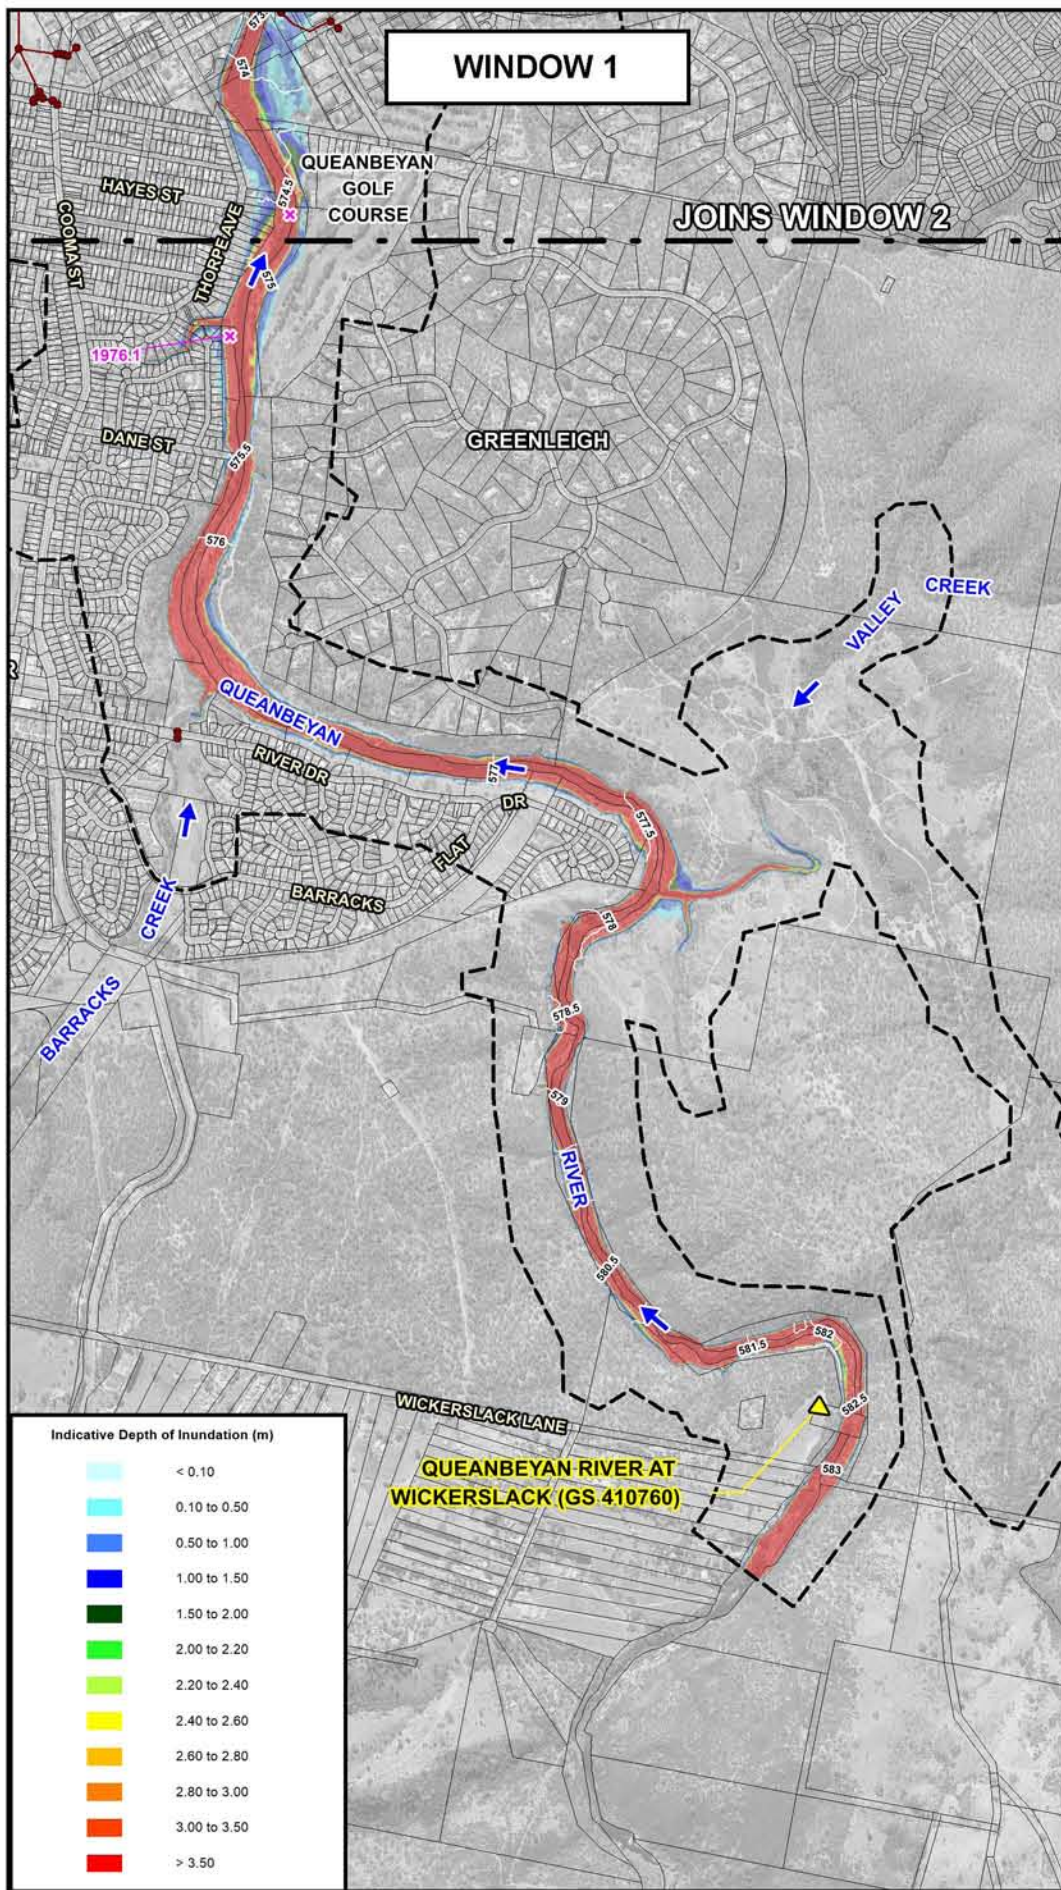 WINDOW 1
573
574
QUEANBEYAN
GOLF
COURSE
574.5
HAYES ST
COOMA ST
THORPE AVE
JOINS WINDOW 2
575
1976.1
DANE ST
575.5
GREENLEIGH
576
VALLEY CREEK
QUEANBEYAN
RIVER DR
577
DR
577.5
FLAT
BARRACKS
578
CREEK
BARRACKS
578.5
579
RIVER
580.5
582
581.5
582.5
WICKERSLACK LANE
QUEANBEYAN RIVER AT
WICKERSLACK (GS 410760)
583
Indicative Depth of Inundation (m)
< 0.10
0.10 to 0.50
0.50 to 1.00
1.00 to 1.50
1.50 to 2.00
2.00 to 2.20
2.20 to 2.40
2.40 to 2.60
2.60 to 2.80
2.80 to 3.00
3.00 to 3.50
> 3.50